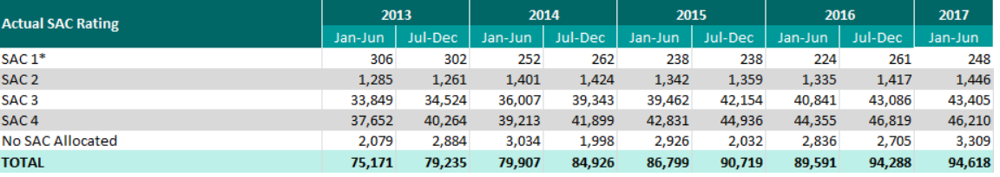 Actual SAC Rating 2013 2014 2015 2016 2017
Jan-Jun Jul-Dec Jan-Jun Jul-Dec Jan-Jun Jul-Dec Jan-Jun Jul-Dec Jan-Jun
SAC 1* 306 302 252 262 238 238 224 261 248
SAC 2 1,285 1,261 1,401 1,424 1,342 1,359 1,335 1,417 1,446
SAC 3 33,849 34,524 36,007 39,343 39,462 42,154 40,841 43,086 43,405
SAC 4 37,652 40,264 39,213 41,899 42,831 44,936 44,355 46,819 46,210
No SAC Allocated 2,079 2,884 3,034 1,998 2,926 2,032 2,836 2,705 3,309
TOTAL 75,171 79,235 79,907 84,926 86,799 90,719 89,591 94,288 94,618